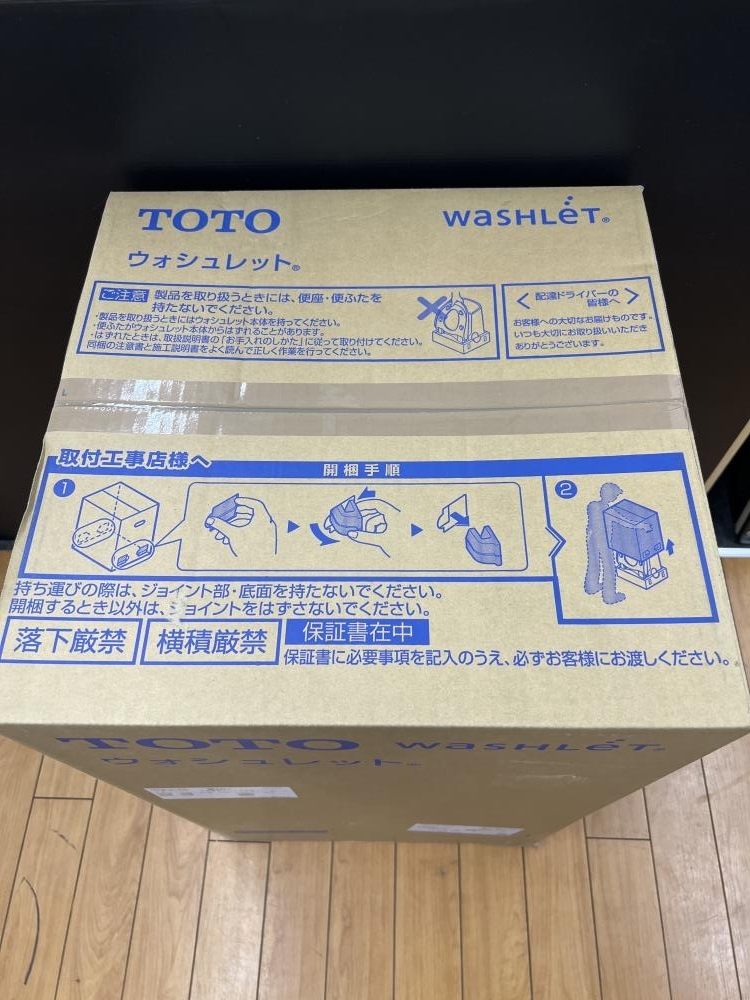 TOTO
WASHLET®
ウォシュレット®
ご注意 製品を取り扱うときには、便座・便ふたを
持たないでください。
・製品を取り扱うときにはウォシュレット本体を持ってください。
・便ふたがウォシュレット本体からはずれることがあります。
・はずれたときは、取扱説明書の「お手入れのしかた」に従って取り付けてください。
同梱の注意書と施工説明書をよく読んで正しく作業を行ってください。
配達ドライバーの
皆様へ
お客様への大切なお届けものです。
いつも大切にお取り扱いいただき
ありがとうございます。
取付工事店様へ
開梱手順
1
2
持ち運びの際は、ジョイント部・底面を持たないでください。
開梱するとき以外は、ジョイントをはずさないでください。
落下厳禁
横積厳禁
保証書在中
保証書に必要事項を記入のうえ、必ずお客様にお渡しください。
TOTO
WASHLET®
ウォシュレット®